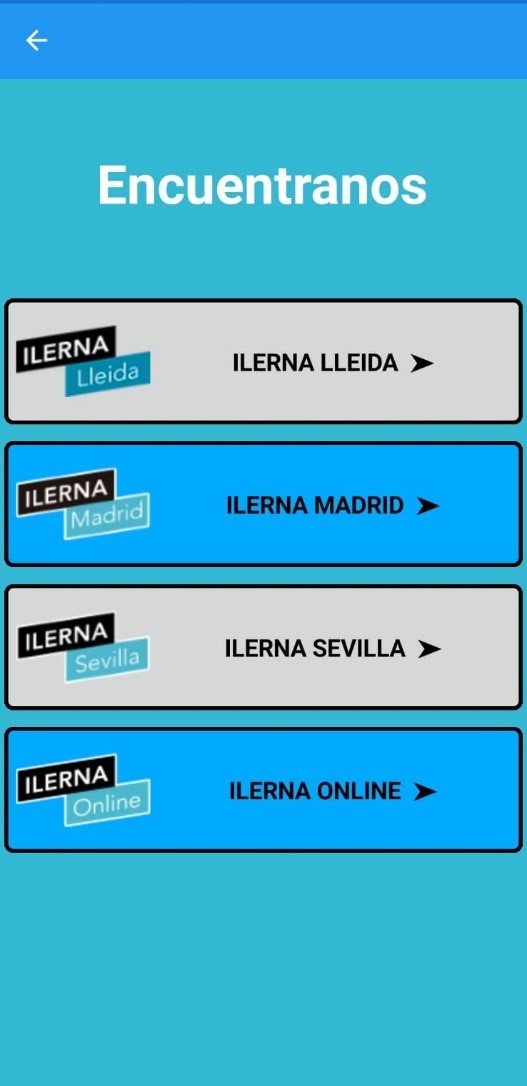 Encuentranos
ILERNA
Lleida
ILERNA LLEIDA ➤
ILERNA
Madrid
ILERNA MADRID ➤
ILERNA
Sevilla
ILERNA SEVILLA ➤
ILERNA
Online
ILERNA ONLINE ➤